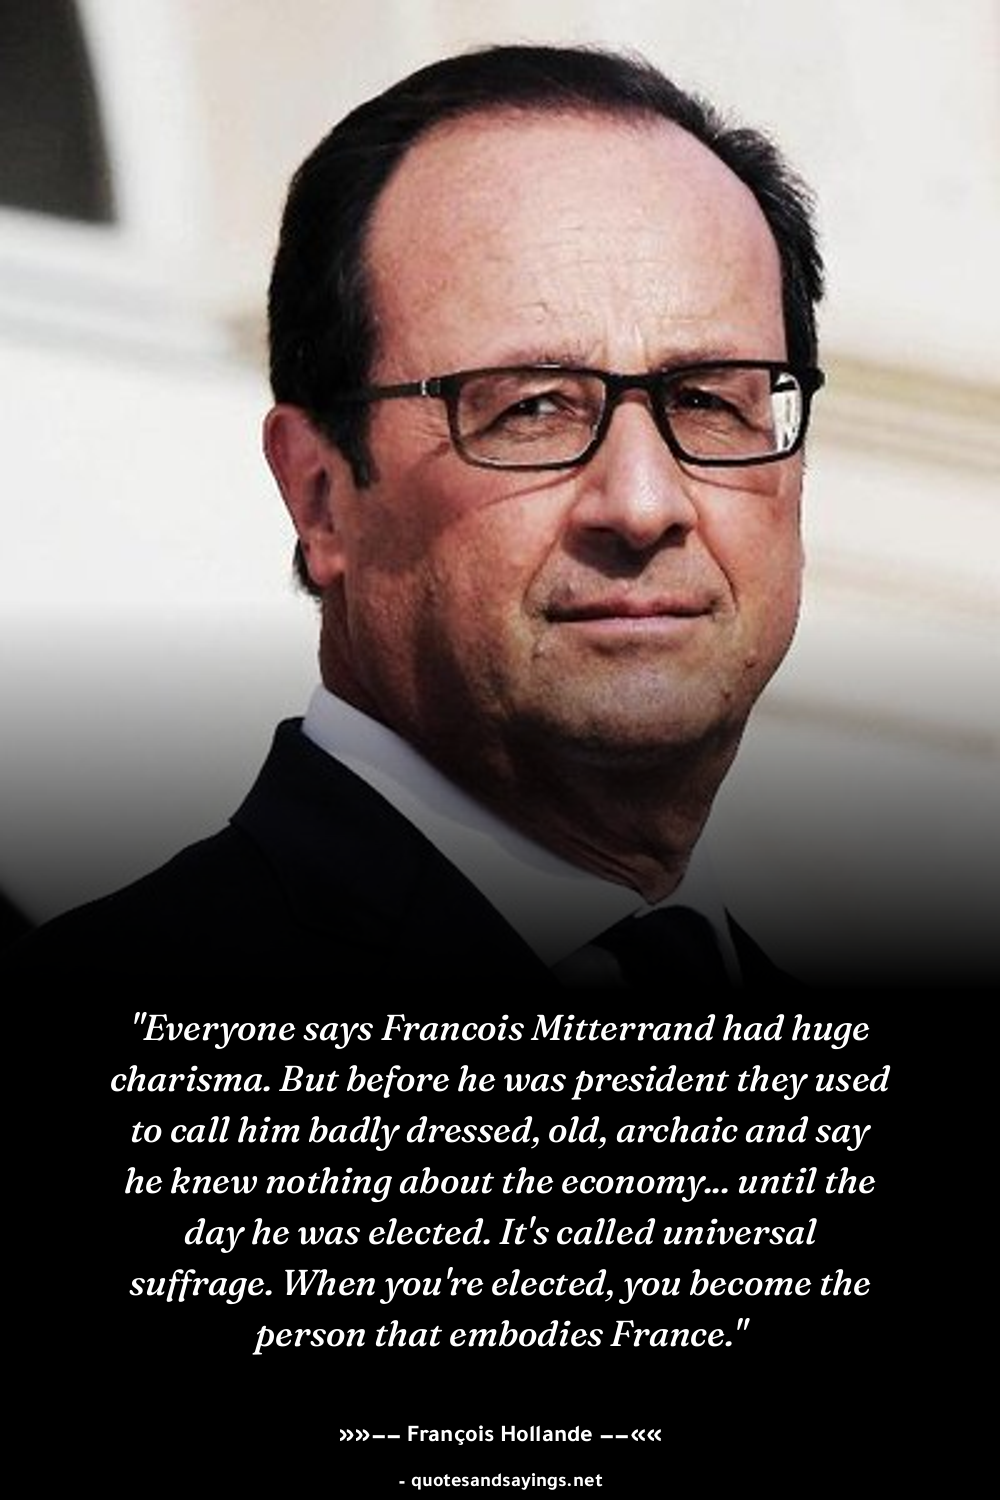 "Everyone says Francois Mitterrand had huge
charisma. But before he was president they used
to call him badly dressed, old, archaic and say
he knew nothing about the economy... until the
day he was elected. It's called universal
suffrage. When you're elected, you become the
person that embodies France."
»»−− François Hollande −−««
- quotesandsayings.net